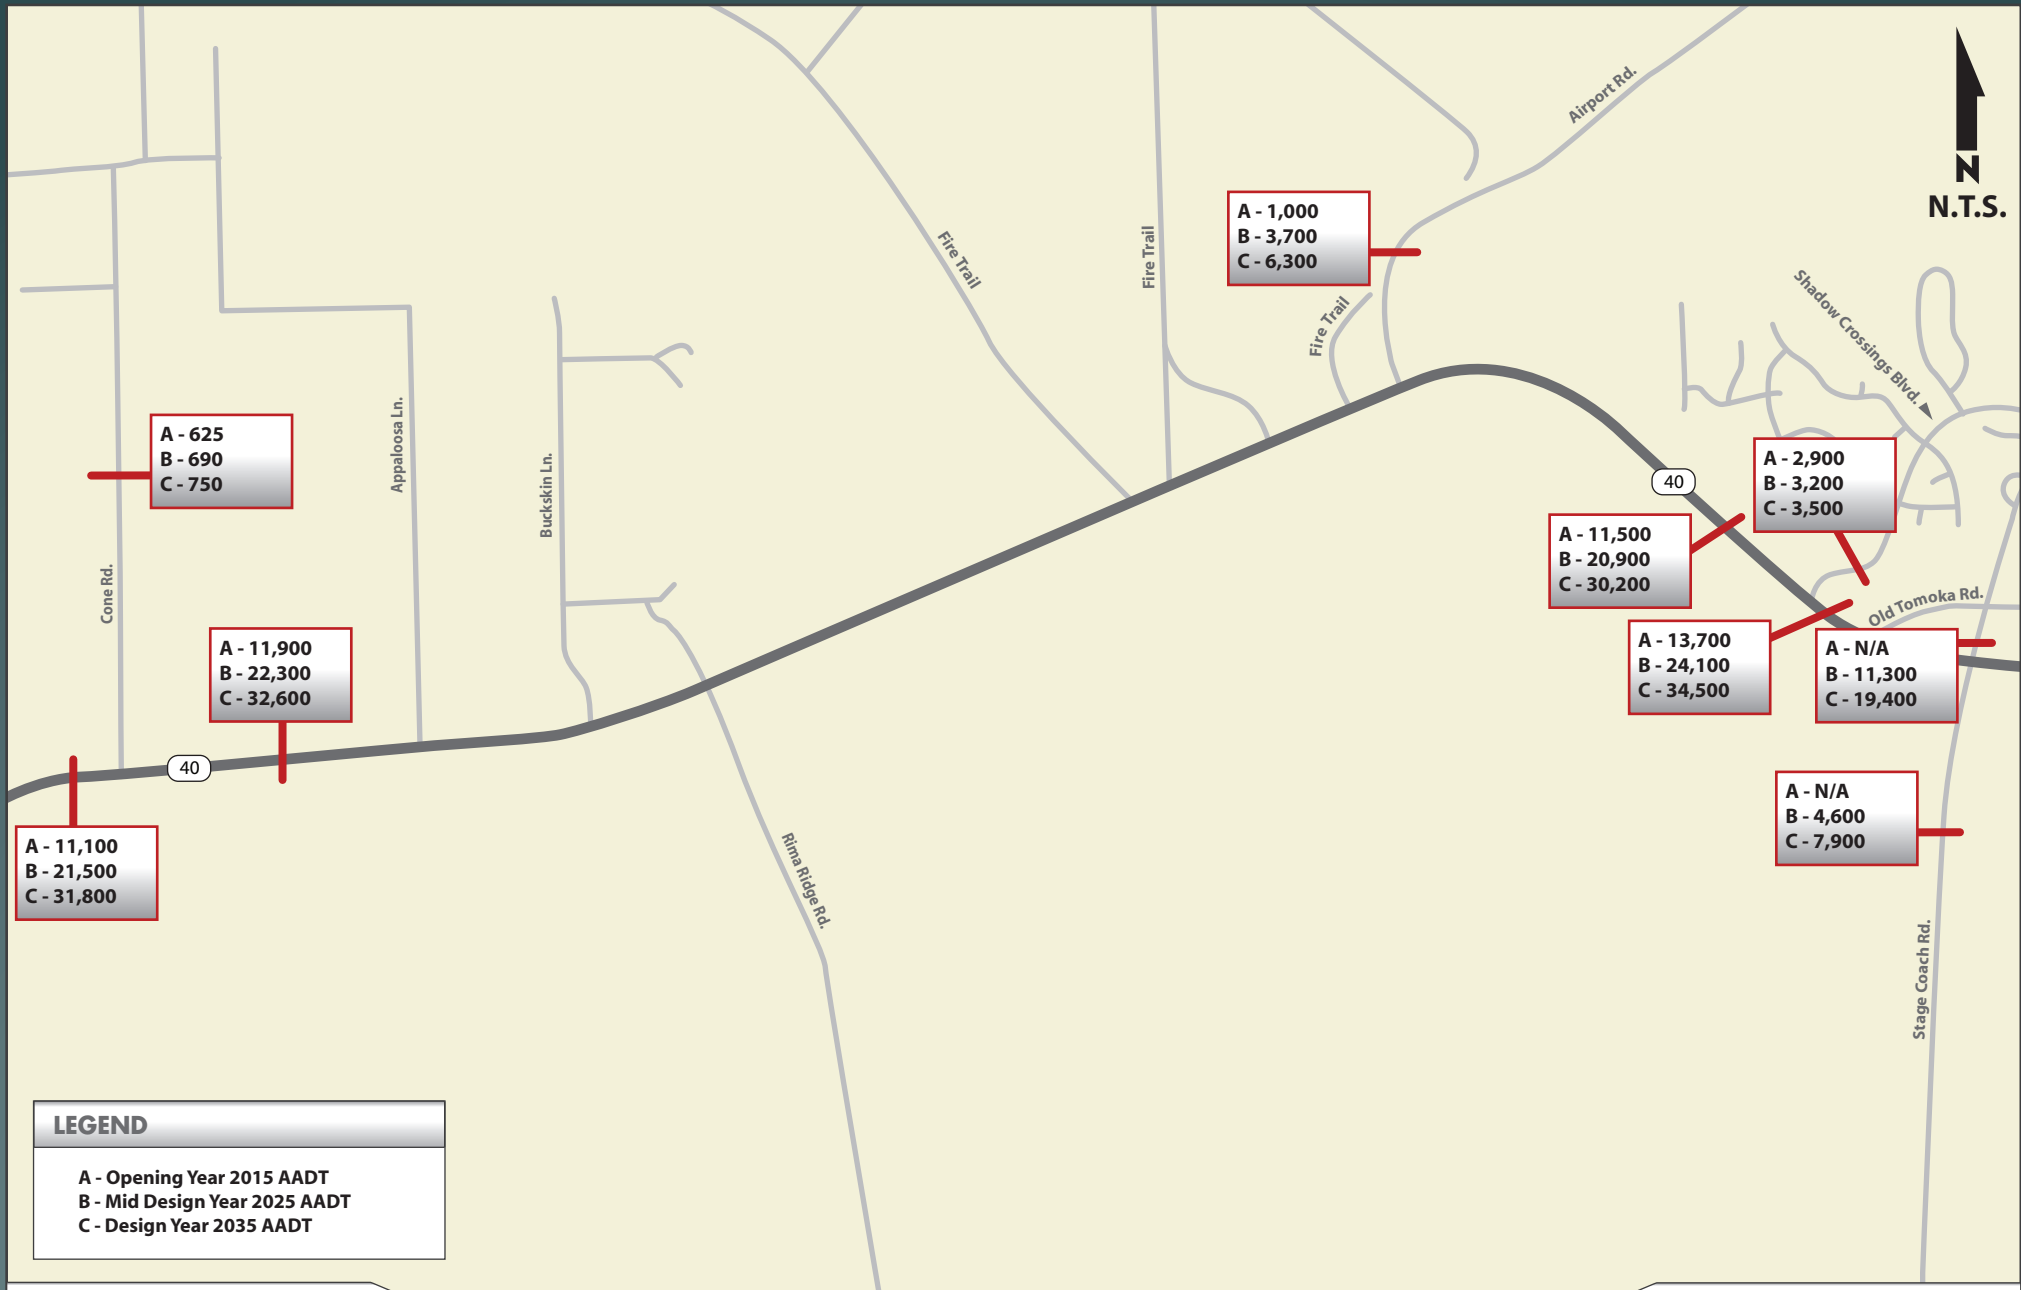 Airport Rd.
N
N.T.S.
A - 1,000
B - 3,700
C - 6,300
Fire Trail
Fire Trail
Fire Trail
Shadow Crossings Blvd.
A - 625
B - 690
C - 750
Appaloosa Ln.
Buckskin Ln.
Cone Rd.
40
A - 2,900
B - 3,200
C - 3,500
A - 11,500
B - 20,900
C - 30,200
Old Tomoka Rd.
A - 11,900
B - 22,300
C - 32,600
A - 13,700
B - 24,100
C - 34,500
A - N/A
B - 11,300
C - 19,400
40
A - N/A
B - 4,600
C - 7,900
A - 11,100
B - 21,500
C - 31,800
Rima Ridge Rd.
Stage Coach Rd.
LEGEND
A - Opening Year 2015 AADT
B - Mid Design Year 2025 AADT
C - Design Year 2035 AADT